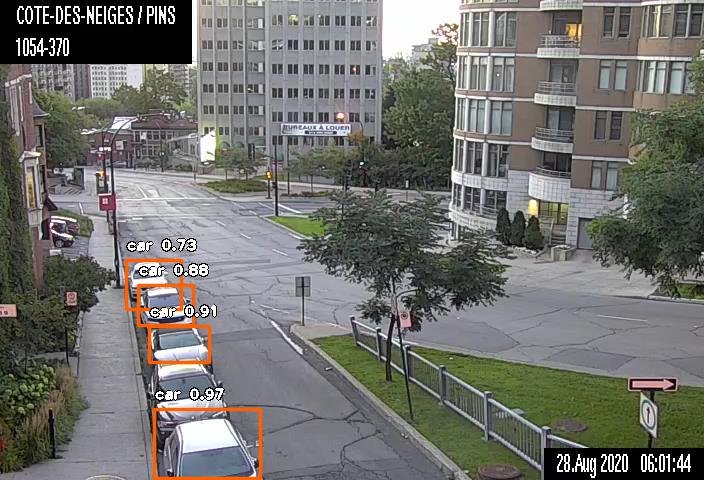 COTE-DES-NEIGES / PINS
1054-370
BUREAUX À LOUER
car 0.73
car 0.88
car 0.91
car 0.97
28.Aug 2020 06:01:44